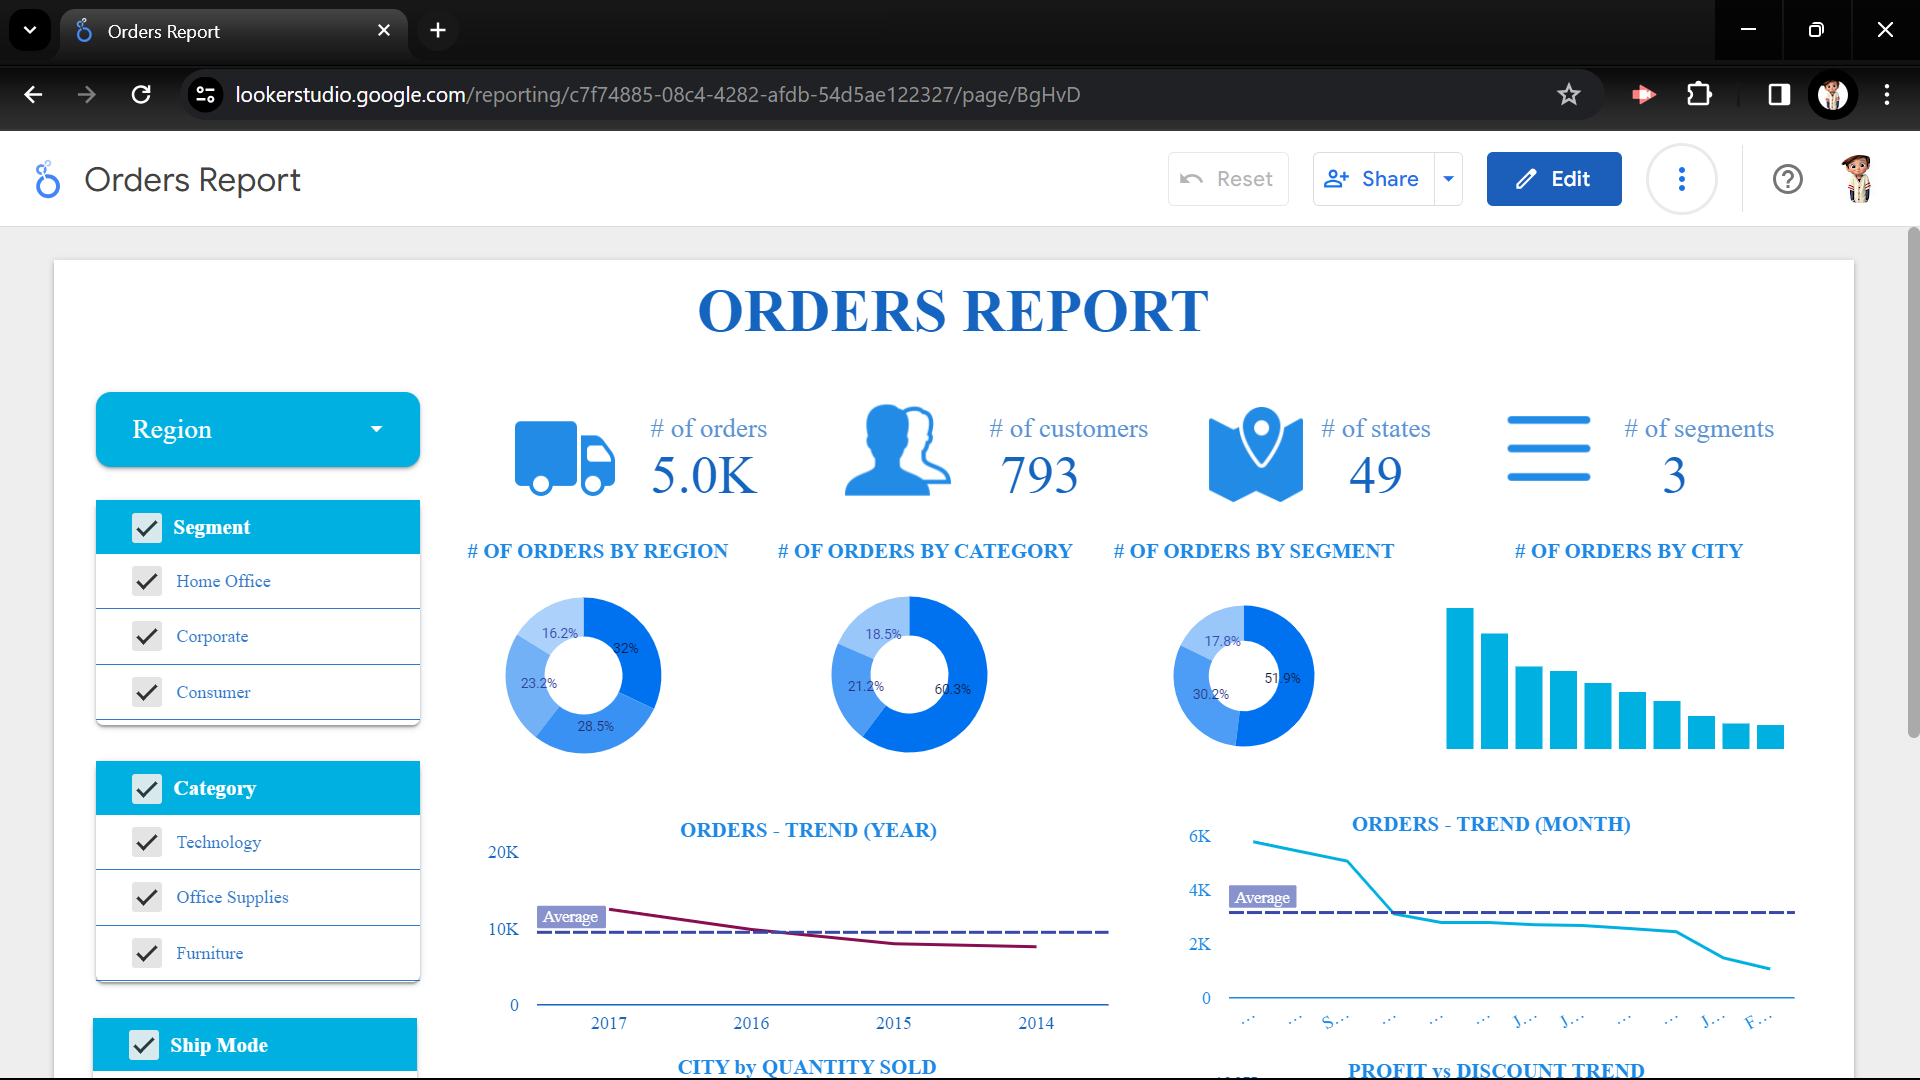 Orders Report
lookerstudio.google.com/reporting/c7f74885-08c4-4282-afdb-54d5ae122327/page/BgHvD
Orders Report
Reset
Share
Edit
ORDERS REPORT
Region
# of orders
5.0K
# of customers
793
# of states
49
# of segments
3
Segment
Home Office
Corporate
Consumer
# OF ORDERS BY REGION
# OF ORDERS BY CATEGORY
# OF ORDERS BY SEGMENT
# OF ORDERS BY CITY
16.2%
32%
23.2%
28.5%
18.5%
21.2%
60.3%
17.8%
51.9%
30.2%
Category
Technology
Office Supplies
Furniture
ORDERS - TREND (YEAR)
20K
10K
0
Average
2017 2016 2015 2014
ORDERS - TREND (MONTH)
6K
4K
2K
0
Average
... ... S... ... ... ... J... J... ... ... J... F...
Ship Mode
CITY by QUANTITY SOLD
PROFIT vs DISCOUNT TREND